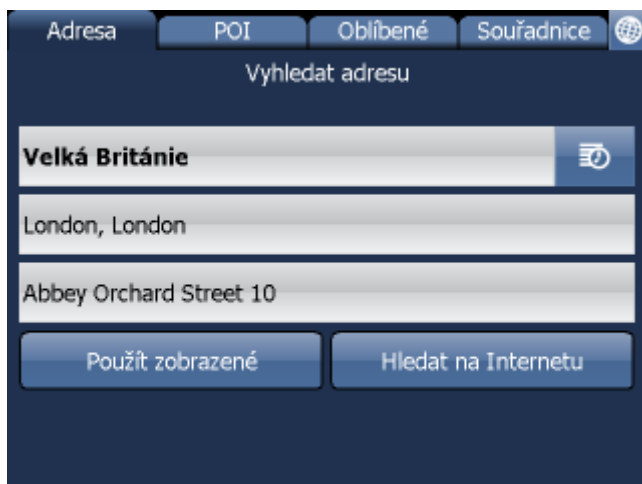 Adresa POI Oblíbené Souřadnice
Vyhledat adresu
Velká Británie
London, London
Abbey Orchard Street 10
Použít zobrazené Hledat na Internetu